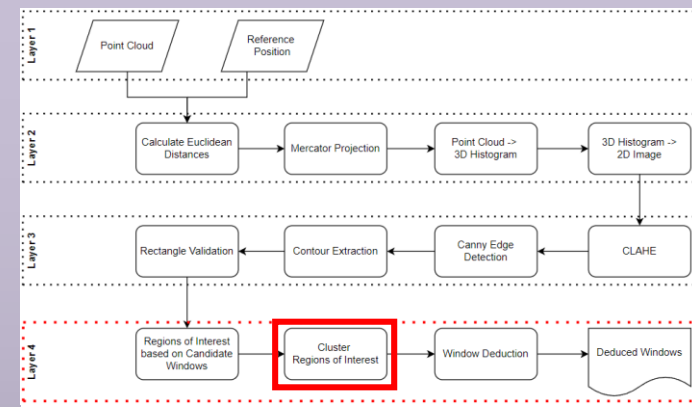 Layer 1
Point Cloud
Reference
Position
Layer 2
Calculate Euclidean
Distances
Mercator Projection
Point Cloud ->
3D Histogram
3D Histogram ->
2D Image
Layer 3
Rectangle Validation
Contour Extraction
Canny Edge
Detection
CLAHE
Layer 4
Regions of Interest
based on Candidate
Windows
Cluster
Regions of Interest
Window Deduction
Deduced Windows